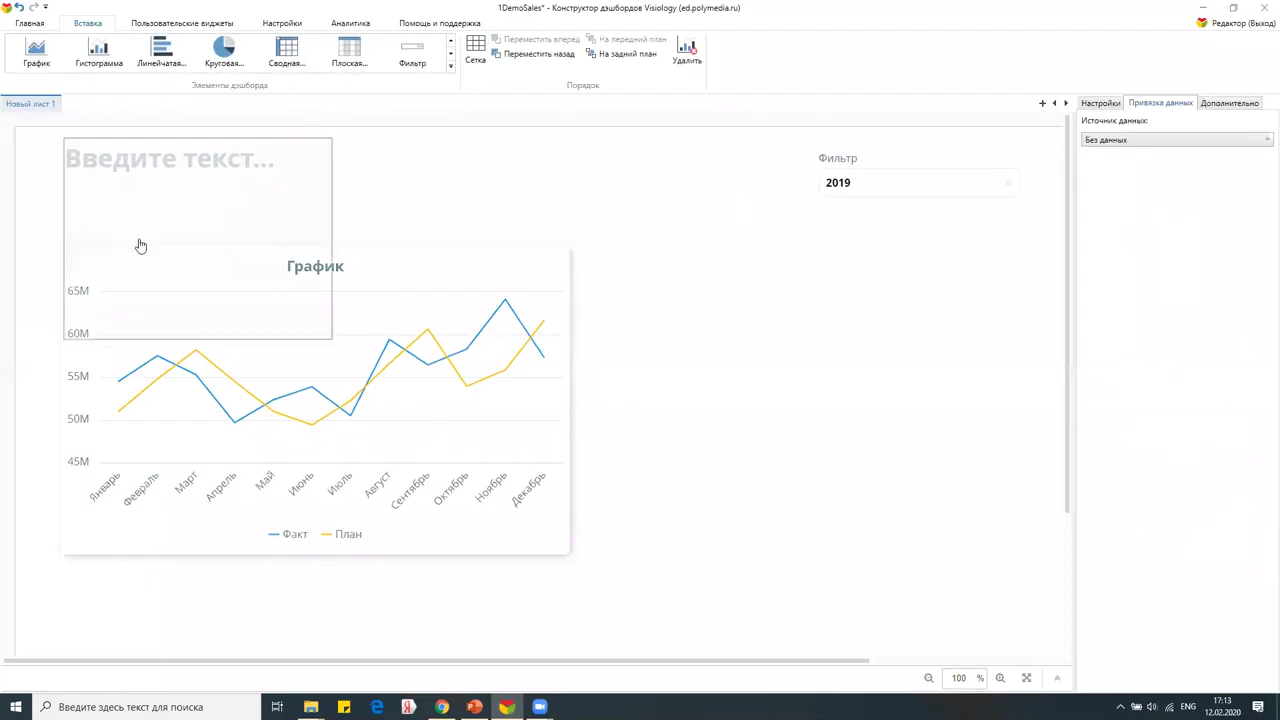 1DemoSales* - Конструктор дэшбордов Visiology (ed.polymedia.ru)
Главная
Вставка
Пользовательские виджеты
Настройки
Аналитика
Помощь и поддержка
Редактор (Выход)
График
Гистограмма
Линейчатая...
Круговая...
Сводная...
Плоская...
Фильтр
Сетка
Переместить вперед
Переместить назад
На передний план
На задний план
Удалить
Элементы дэшборда
Порядок
Новый лист 1
Настройки
Привязка данных
Дополнительно
Источник данных:
Без данных
Введите текст...
Фильтр
2019
График
65M
60M
55M
50M
45M
Январь
Февраль
Март
Апрель
Май
Июнь
Июль
Август
Сентябрь
Октябрь
Ноябрь
Декабрь
Факт
План
100 %
Введите здесь текст для поиска
ENG
17:13
12.02.2020